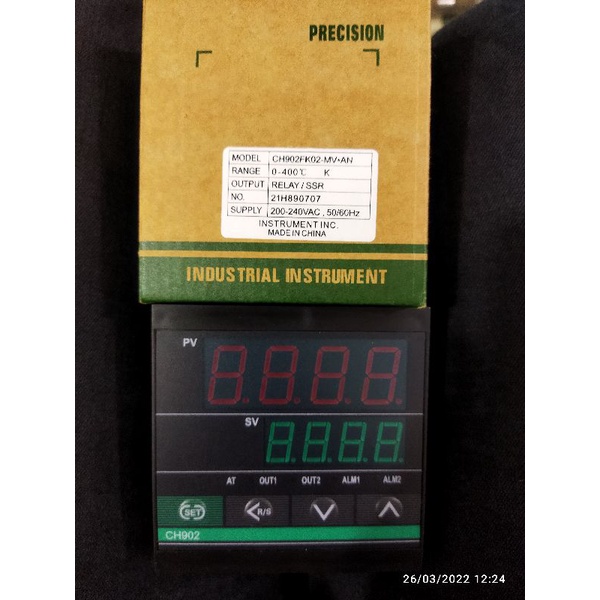 PRECISION
MODEL CH902FK02-MV*AN
RANGE 0-400℃ K
OUTPUT RELAY/SSR
NO. 21H890707
SUPPLY 200-240VAC, 50/60Hz
INSTRUMENT INC.
MADE IN CHINA
INDUSTRIAL INSTRUMENT
PV
8.8.8.8.
SV
8.8.8.8.
AT OUT1 OUT2 ALM1 ALM2
SET <R/S
CH902
26/03/2022 12:24